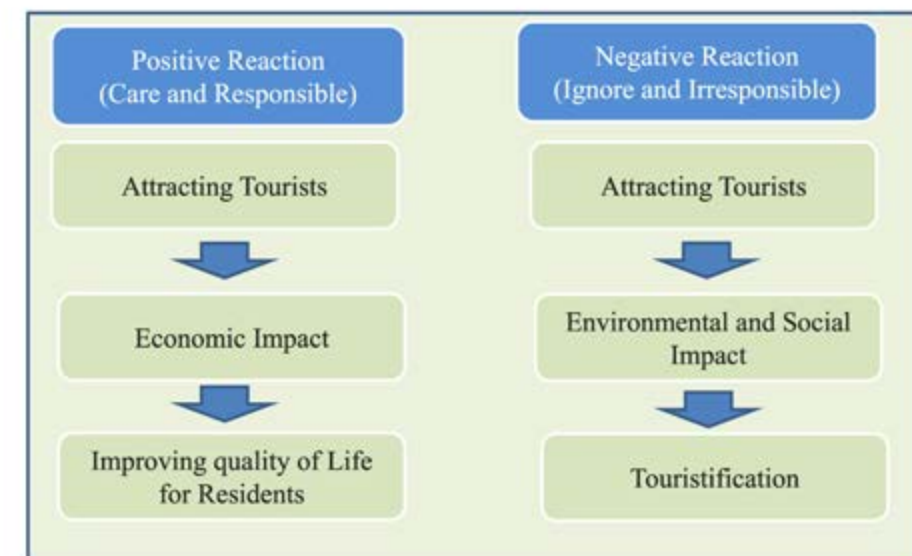 Positive Reaction
(Care and Responsible)
Attracting Tourists
Economic Impact
Improving quality of Life
for Residents
Negative Reaction
(Ignore and Irresponsible)
Attracting Tourists
Environmental and Social
Impact
Touristification